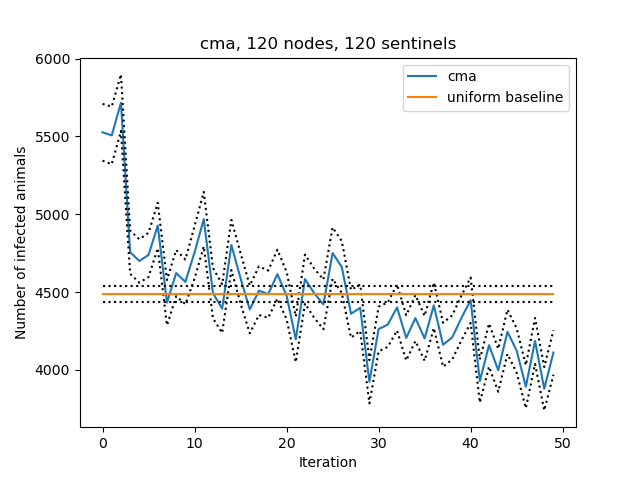 cma, 120 nodes, 120 sentinels
cma
uniform baseline
Number of infected animals
6000
5500
5000
4500
4000
0 10 20 30 40 50
Iteration